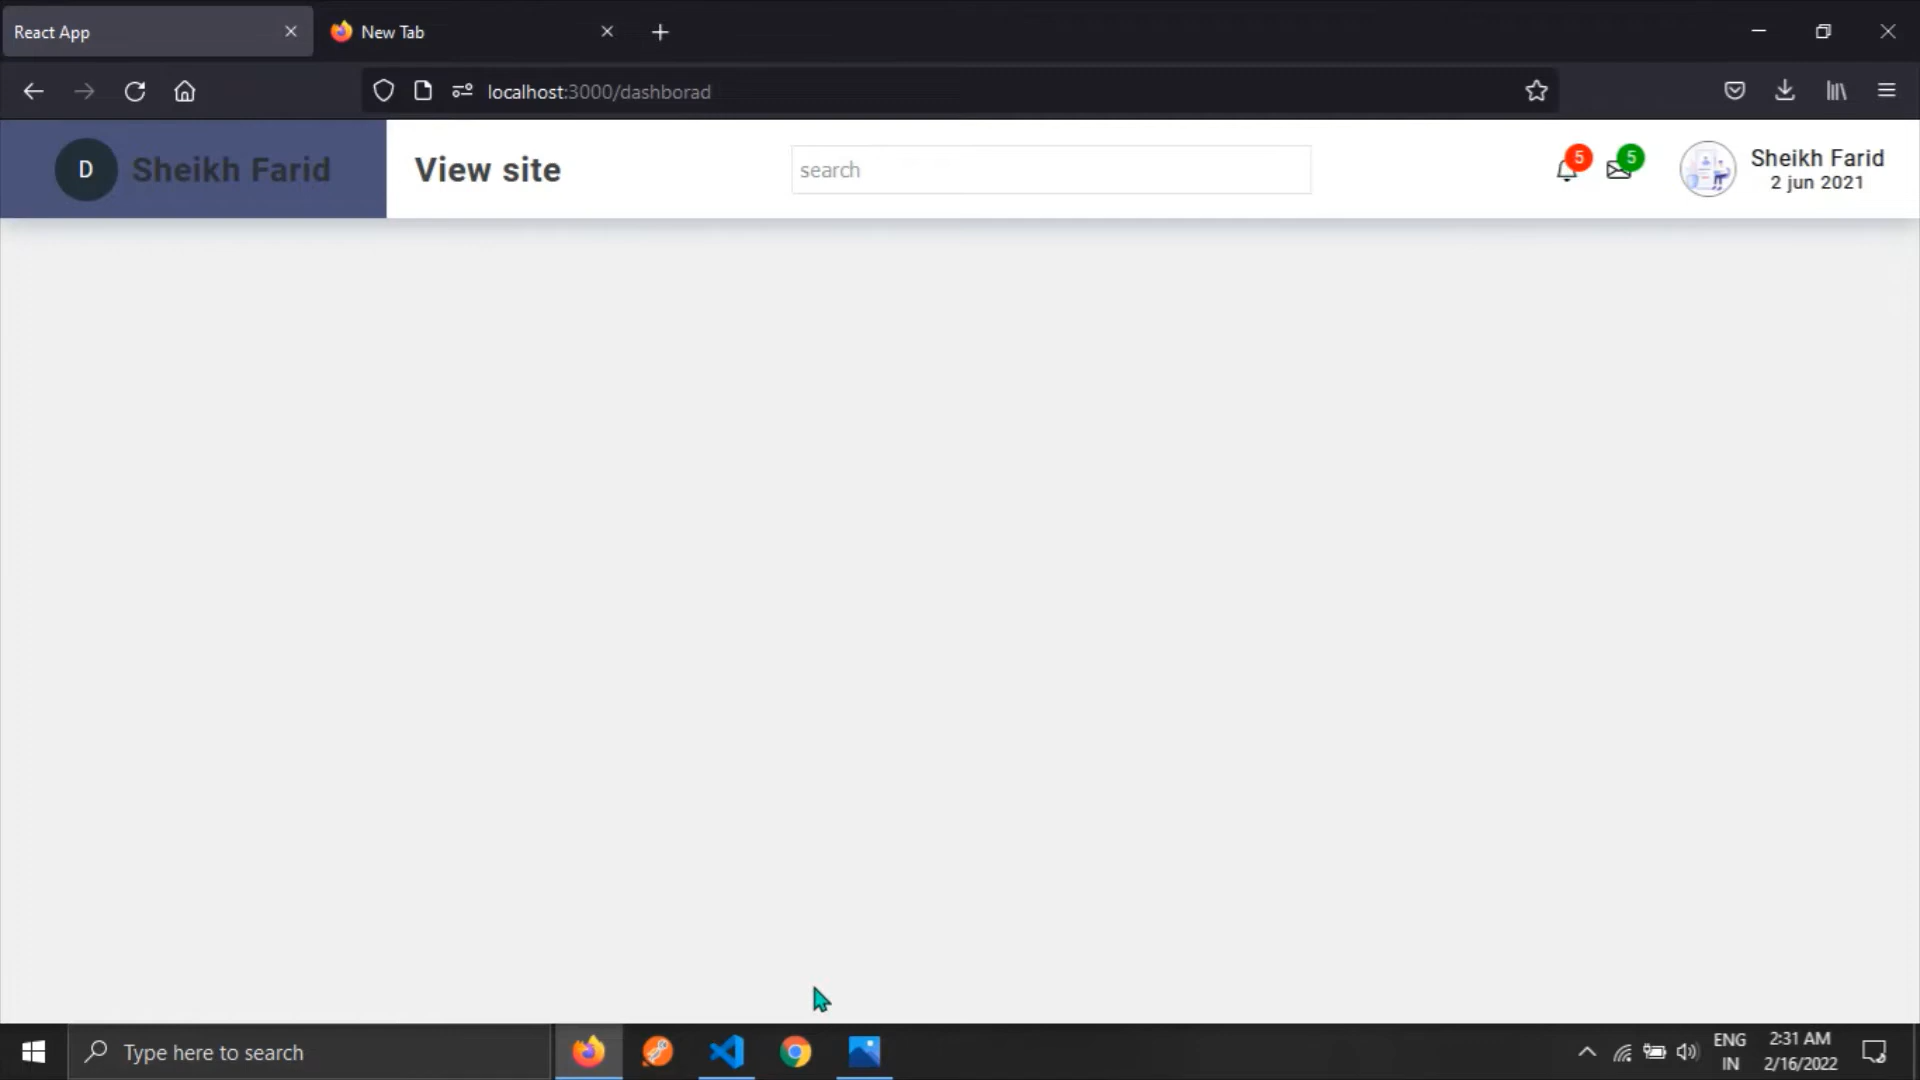 React App
New Tab
localhost:3000/dashborad
D
Sheikh Farid
View site
search
5
5
Sheikh Farid
2 jun 2021
Type here to search
ENG
IN
2:31 AM
2/16/2022